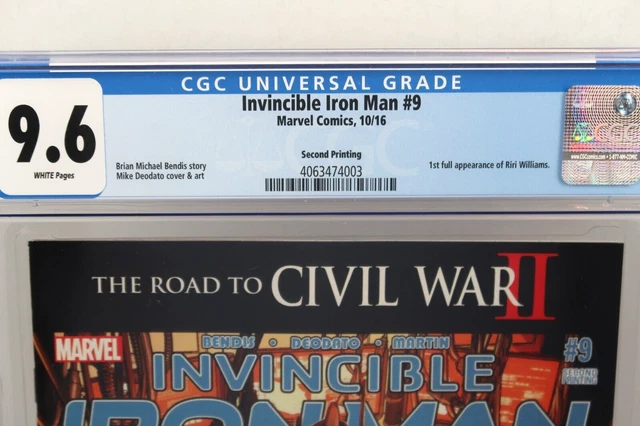 CGC UNIVERSAL GRADE
9.6
WHITE Pages
Invincible Iron Man #9
Marvel Comics, 10/16
Second Printing
Brian Michael Bendis story
Mike Deodato cover & art
1st full appearance of Riri Williams.
4063474003
CGC
THE ROAD TO CIVIL WAR II
BENDIS • DEODATO • MARTIN
MARVEL
#9
SECOND
PRINTING
INVINCIBLE
IRON MAN